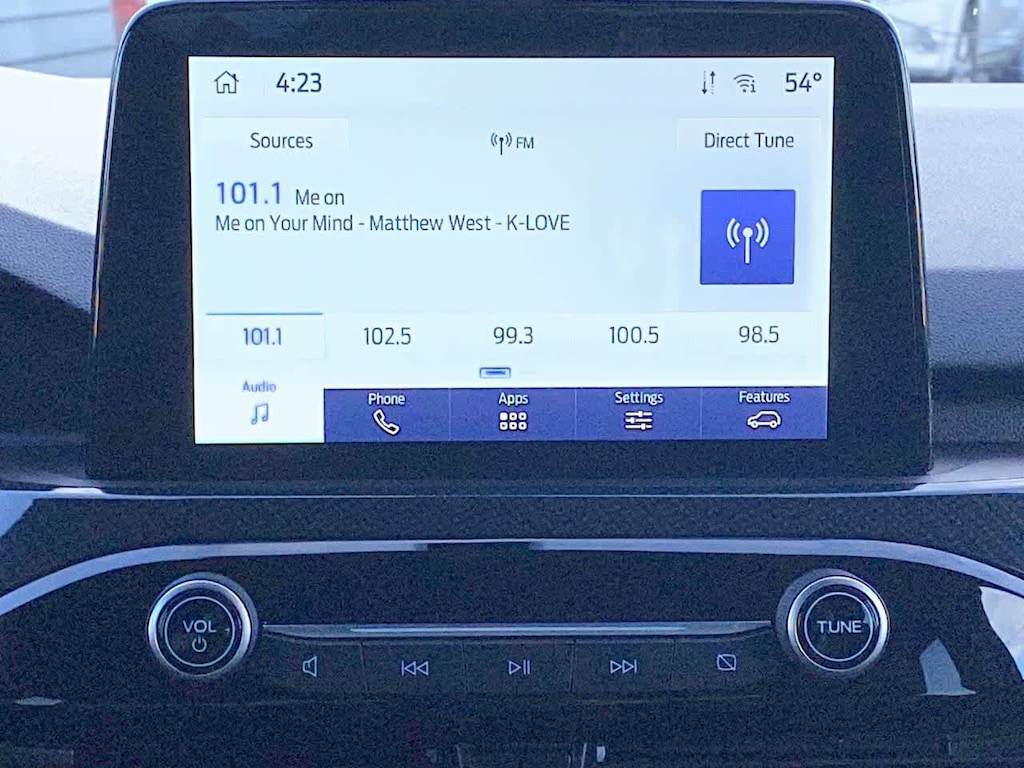 4:23
54°
Sources
FM
Direct Tune
101.1 Me on
Me on Your Mind - Matthew West - K-LOVE
101.1 102.5 99.3 100.5 98.5
Audio
Phone
Apps
Settings
Features
VOL
TUNE